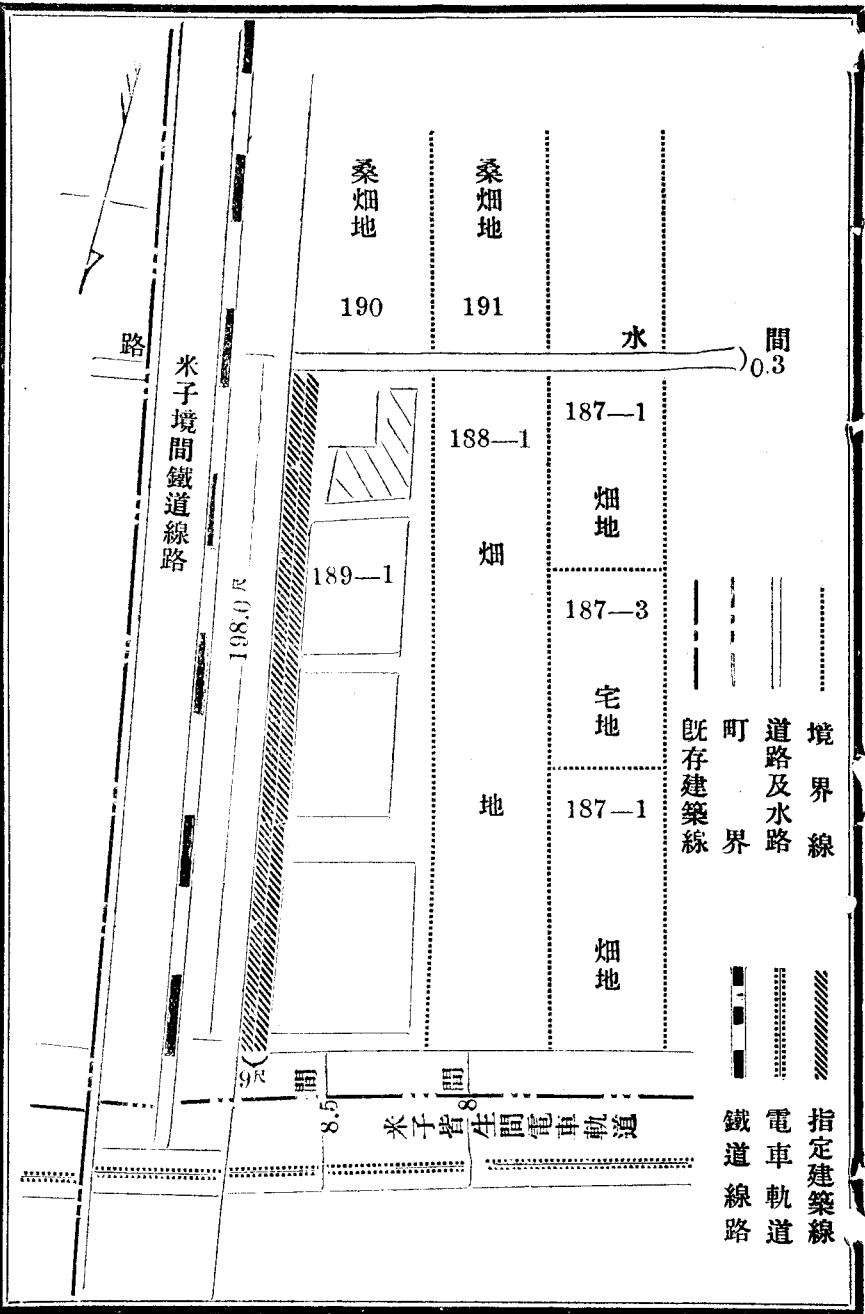 桑畑地
190
桑畑地
191
水
間
0.3
路
米子境間鐵道線路
198.0尺
189—1
188—1
畑地
187—1
畑地
187—3
宅地
187—1
畑地
9尺
8.5間
8間
米子皆生間電車軌道
境界線
道路及水路
町界
旣存建築線
指定建築線
電車軌道
鐵道線路